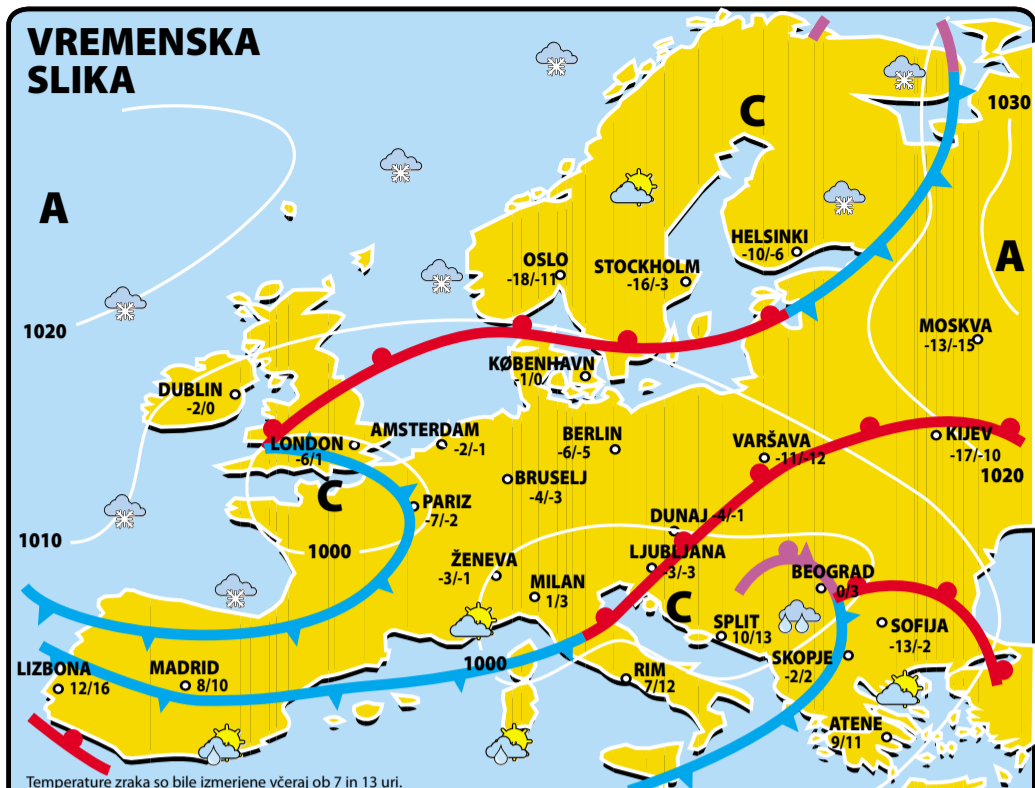 VREMENSKA
SLIKA
C
1030
A
HELSINKI
-10/-6
A
OSLO
-18/-11
STOCKHOLM
-16/-3
1020
MOSKVA
-13/-15
KØBENHAVN
-1/0
DUBLIN
-2/0
AMSTERDAM
-2/-1
LONDON
-6/1
BERLIN
-6/-5
VARŠAVA
-11/-12
KIJEV
-17/-10
1020
BRUSELJ
-4/-3
C
PARIZ
-7/-2
DUNAJ -4/-1
1010
1000
LJUBLJANA
-3/-3
ŽENEVA
-3/-1
BEOGRAD
0/3
MILAN
1/3
C
SPLIT
10/13
SOFIJA
-13/-2
1000
SKOPJE
-2/2
LIZBONA
12/16
MADRID
8/10
RIM
7/12
ATENE
9/11
Temperature zraka so bile izmerjene včeraj ob 7 in 13 uri.